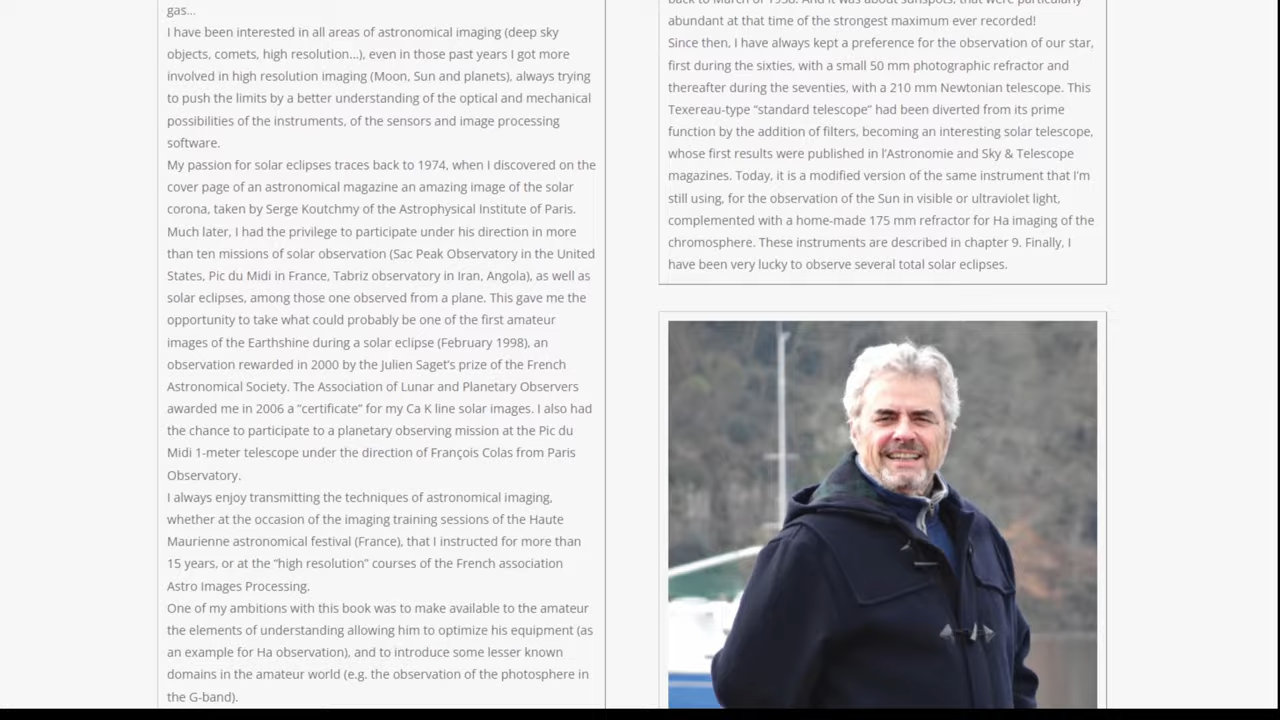 gas...
I have been interested in all areas of astronomical imaging (deep sky
objects, comets, high resolution...), even in those past years I got more
involved in high resolution imaging (Moon, Sun and planets), always trying
to push the limits by a better understanding of the optical and mechanical
possibilities of the instruments, of the sensors and image processing
software.
My passion for solar eclipses traces back to 1974, when I discovered on the
cover page of an astronomical magazine an amazing image of the solar
corona, taken by Serge Koutchmy of the Astrophysical Institute of Paris.
Much later, I had the privilege to participate under his direction in more
than ten missions of solar observation (Sac Peak Observatory in the United
States, Pic du Midi in France, Tabriz observatory in Iran, Angola), as well as
solar eclipses, among those one observed from a plane. This gave me the
opportunity to take what could probably be one of the first amateur
images of the Earthshine during a solar eclipse (February 1998), an
observation rewarded in 2000 by the Julien Saget's prize of the French
Astronomical Society. The Association of Lunar and Planetary Observers
awarded me in 2006 a "certificate" for my Ca K line solar images. I also had
the chance to participate to a planetary observing mission at the Pic du
Midi 1-meter telescope under the direction of François Colas from Paris
Observatory.
I always enjoy transmitting the techniques of astronomical imaging,
whether at the occasion of the imaging training sessions of the Haute
Maurienne astronomical festival (France), that I instructed for more than
15 years, or at the "high resolution" courses of the French association
Astro Images Processing.
One of my ambitions with this book was to make available to the amateur
the elements of understanding allowing him to optimize his equipment (as
an example for Ha observation), and to introduce some lesser known
domains in the amateur world (e.g. the observation of the photosphere in
the G-band).
back to March of 1958. And it was about sunspots, that were particularly
abundant at that time of the strongest maximum ever recorded!
Since then, I have always kept a preference for the observation of our star,
first during the sixties, with a small 50 mm photographic refractor and
thereafter during the seventies, with a 210 mm Newtonian telescope. This
Texereau-type "standard telescope" had been diverted from its prime
function by the addition of filters, becoming an interesting solar telescope,
whose first results were published in l'Astronomie and Sky & Telescope
magazines. Today, it is a modified version of the same instrument that I'm
still using, for the observation of the Sun in visible or ultraviolet light,
complemented with a home-made 175 mm refractor for Ha imaging of the
chromosphere. These instruments are described in chapter 9. Finally, I
have been very lucky to observe several total solar eclipses.